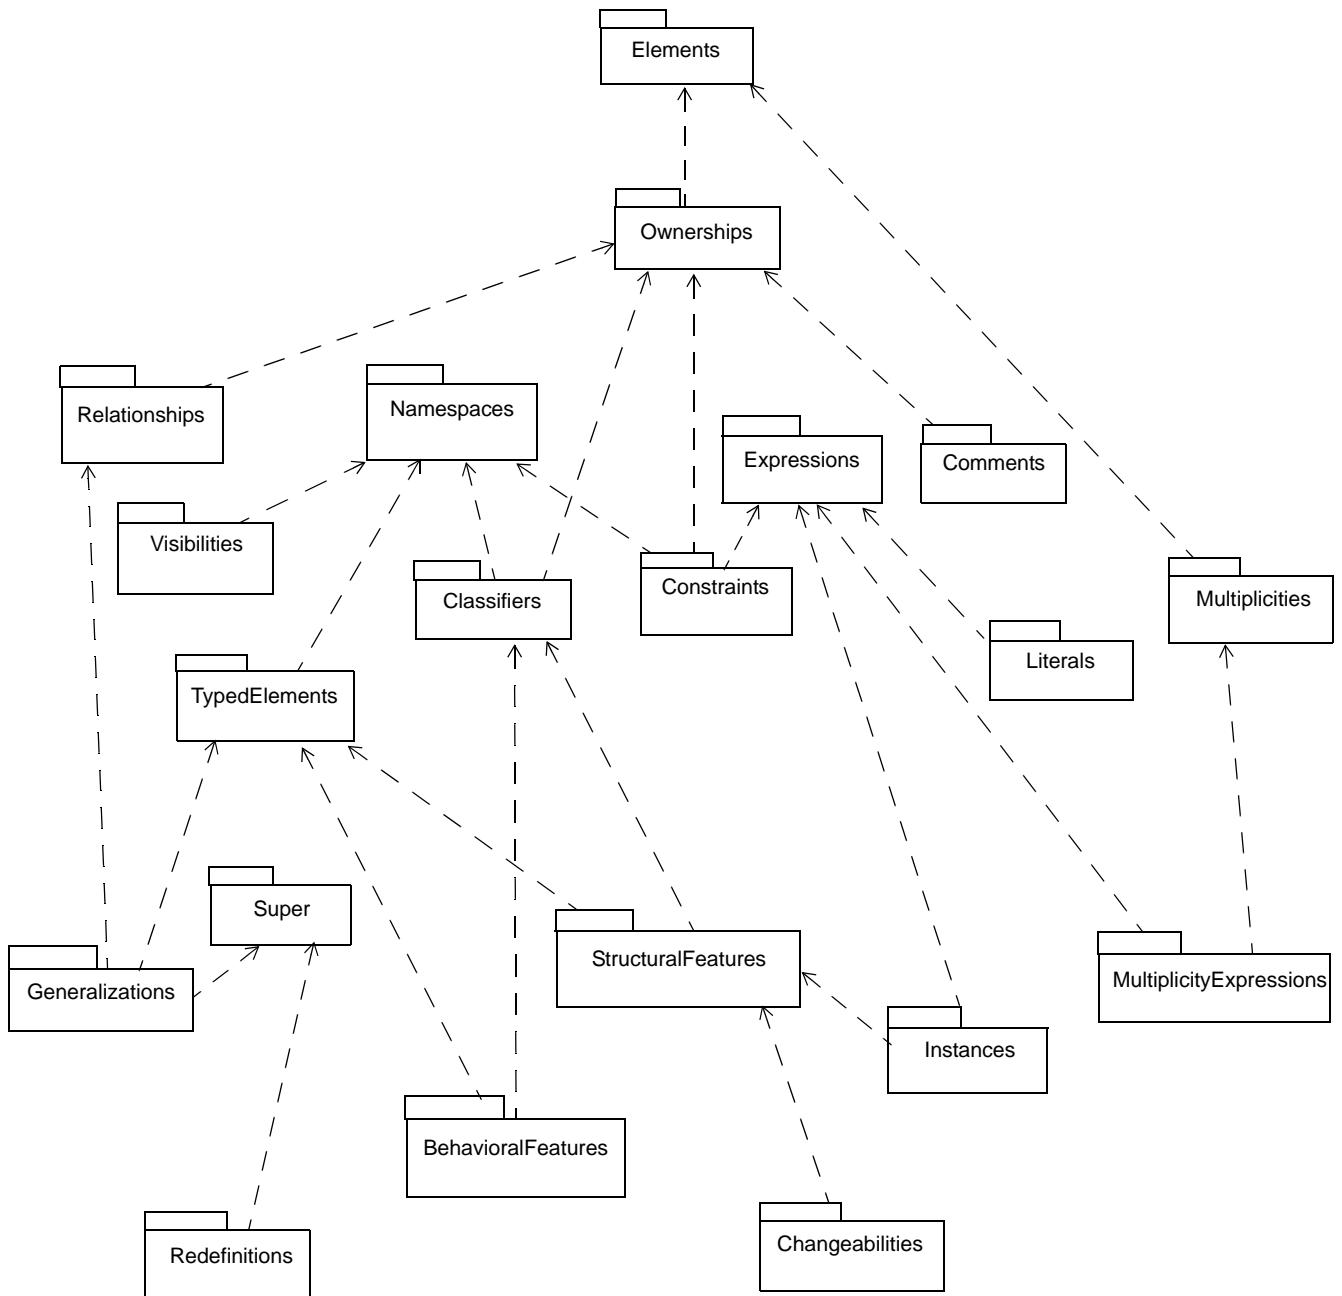 Elements
Ownerships
Relationships
Namespaces
Expressions
Comments
Visibilities
Classifiers
Constraints
Multiplicities
Literals
TypedElements
Super
StructuralFeatures
Generalizations
MultiplicityExpressions
Instances
BehavioralFeatures
Changeabilities
Redefinitions